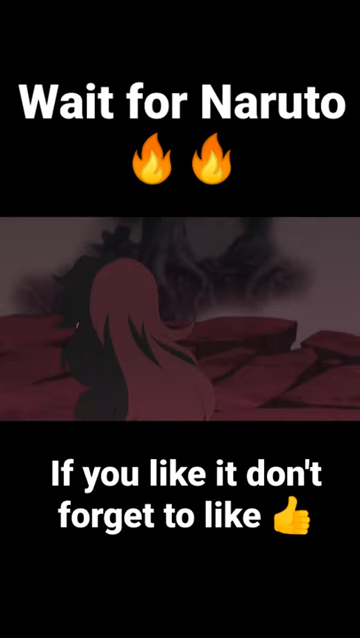 Wait for Naruto
🔥 🔥
If you like it don't
forget to like 👍